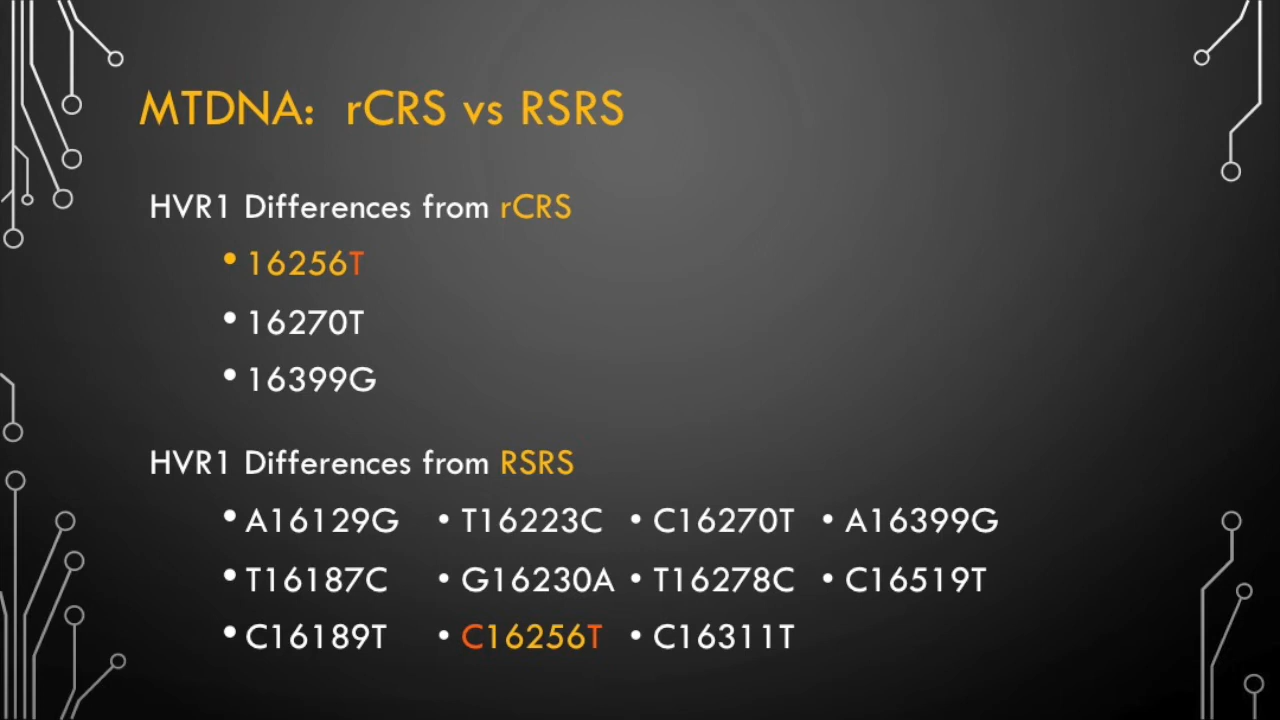 MTDNA: rCRS vs RSRS
HVR1 Differences from rCRS
• 16256T
• 16270T
• 16399G
HVR1 Differences from RSRS
• A16129G • T16223C • C16270T • A16399G
• T16187C • G16230A • T16278C • C16519T
• C16189T • C16256T • C16311T